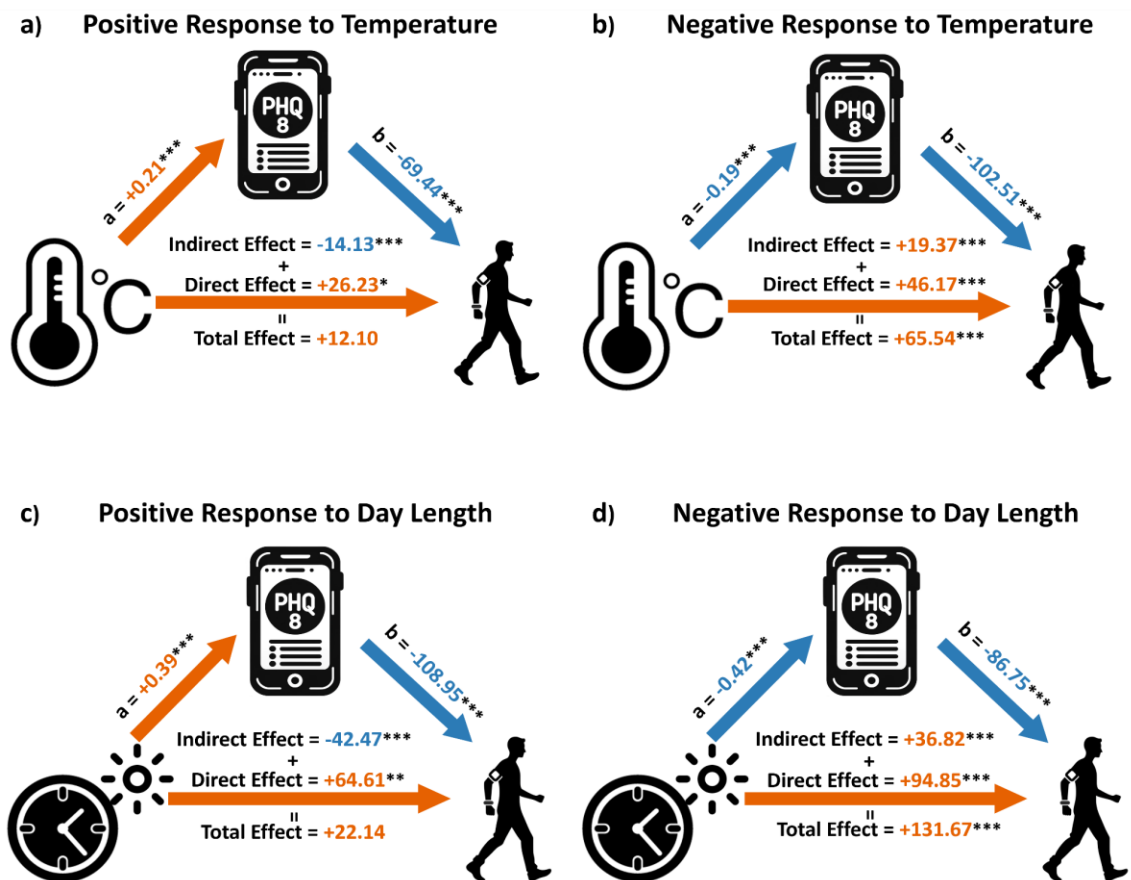 a) Positive Response to Temperature
PHQ
8
a = +0.21***
b = -69.44***
Indirect Effect = -14.13***
+
Direct Effect = +26.23*
=
Total Effect = +12.10
°C
b) Negative Response to Temperature
PHQ
8
a = -0.19***
b = -102.51***
Indirect Effect = +19.37***
+
Direct Effect = +46.17***
=
Total Effect = +65.54***
°C
c) Positive Response to Day Length
PHQ
8
a = +0.39***
b = -108.95***
Indirect Effect = -42.47***
+
Direct Effect = +64.61**
=
Total Effect = +22.14
d) Negative Response to Day Length
PHQ
8
a = -0.42***
b = -86.75***
Indirect Effect = +36.82***
+
Direct Effect = +94.85***
=
Total Effect = +131.67***